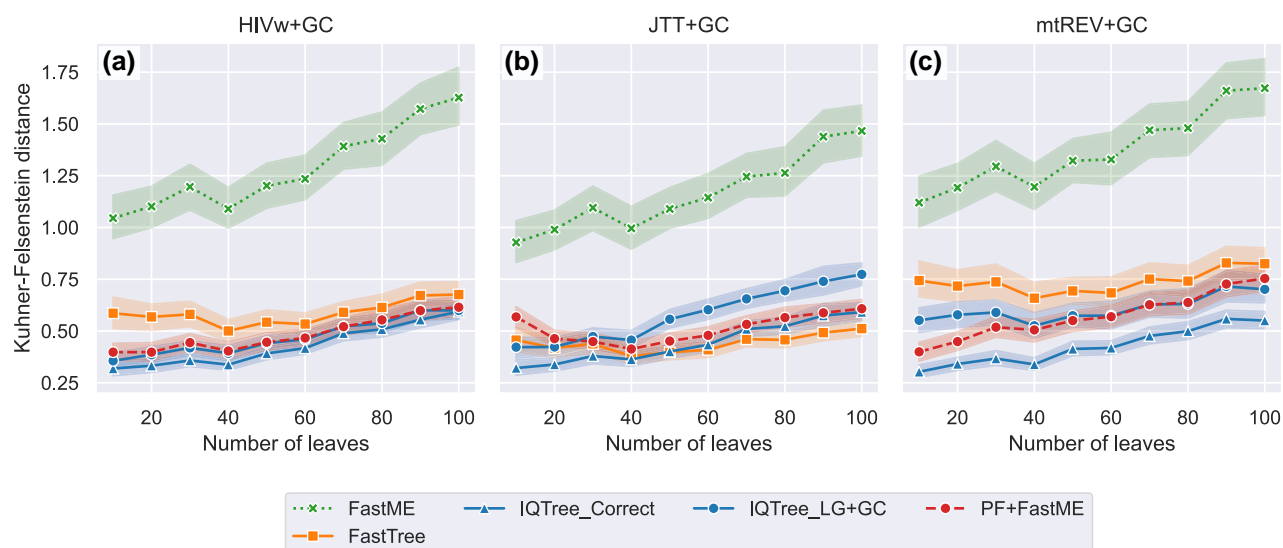 HIVw+GC JTT+GC mtREV+GC
(a) (b) (c)
Kuhner-Felsenstein distance
1.75
1.50
1.25
1.00
0.75
0.50
0.25
20 40 60 80 100 20 40 60 80 100 20 40 60 80 100
Number of leaves Number of leaves Number of leaves
FastME IQTree_Correct IQTree_LG+GC PF+FastME
FastTree